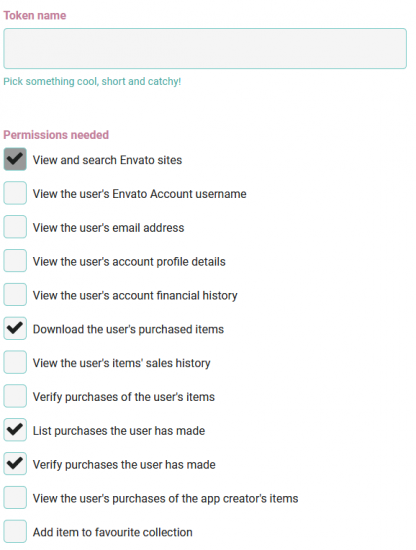 Token name
Pick something cool, short and catchy!
Permissions needed
View and search Envato sites
View the user's Envato Account username
View the user's email address
View the user's account profile details
View the user's account financial history
Download the user's purchased items
View the user's items' sales history
Verify purchases of the user's items
List purchases the user has made
Verify purchases the user has made
View the user's purchases of the app creator's items
Add item to favourite collection